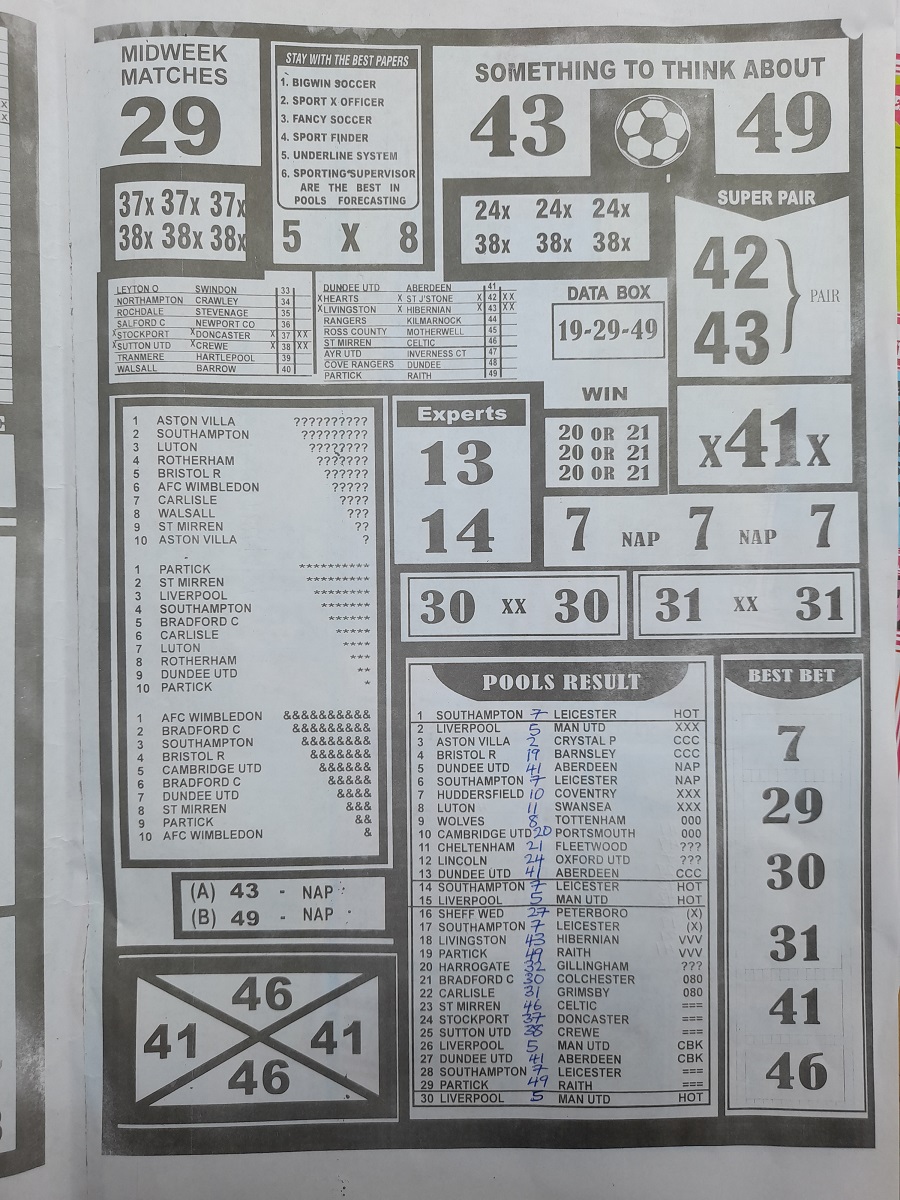 MIDWEEK
MATCHES
29
STAY WITH THE BEST PAPERS
1. BIGWIN SOCCER
2. SPORT X OFFICER
3. FANCY SOCCER
4. SPORT FINDER
5. UNDERLINE SYSTEM
6. SPORTING SUPERVISOR
ARE THE BEST IN
POOLS FORECASTING
5 X 8
SOMETHING TO THINK ABOUT
43 49
37x 37x 37x
38x 38x 38x
24x 24x 24x
38x 38x 38x
SUPER PAIR
42
43
PAIR
LEYTON O SWINDON 33
NORTHAMPTON CRAWLEY 34
ROCHDALE STEVENAGE 35
SALFORD C NEWPORT CO 36
X STOCKPORT X DONCASTER X 37 XX
X SUTTON UTD X CREWE X 38 XX
TRANMERE HARTLEPOOL 39
WALSALL BARROW 40
DUNDEE UTD ABERDEEN 41
X HEARTS X ST J'STONE X 42 XX
X LIVINGSTON X HIBERNIAN X 43 XX
RANGERS KILMARNOCK 44
ROSS COUNTY MOTHERWELL 45
ST MIRREN CELTIC 46
AYR UTD INVERNESS CT 47
COVE RANGERS DUNDEE 48
PARTICK RAITH 49
DATA BOX
19-29-49
WIN
20 OR 21
20 OR 21
20 OR 21
X41X
1 ASTON VILLA ??????????
2 SOUTHAMPTON ?????????
3 LUTON ????????
4 ROTHERHAM ???????
5 BRISTOL R ??????
6 AFC WIMBLEDON ?????
7 CARLISLE ????
8 WALSALL ???
9 ST MIRREN ??
10 ASTON VILLA ?
1 PARTICK **********
2 ST MIRREN *********
3 LIVERPOOL ********
4 SOUTHAMPTON *******
5 BRADFORD C ******
6 CARLISLE *****
7 LUTON ****
8 ROTHERHAM ***
9 DUNDEE UTD **
10 PARTICK *
1 AFC WIMBLEDON &&&&&&&&&&
2 BRADFORD C &&&&&&&&&
3 SOUTHAMPTON &&&&&&&&
4 BRISTOL R &&&&&&&
5 CAMBRIDGE UTD &&&&&&
6 BRADFORD C &&&&&
7 DUNDEE UTD &&&&
8 ST MIRREN &&&
9 PARTICK &&
10 AFC WIMBLEDON &
Experts
13
14
7 NAP 7 NAP 7
30 XX 30
31 XX 31
(A) 43 - NAP
(B) 49 - NAP
46
41 41
46
POOLS RESULT
1 SOUTHAMPTON 7 LEICESTER HOT
2 LIVERPOOL 5 MAN UTD XXX
3 ASTON VILLA 2 CRYSTAL P CCC
4 BRISTOL R 19 BARNSLEY CCC
5 DUNDEE UTD 41 ABERDEEN NAP
6 SOUTHAMPTON 7 LEICESTER NAP
7 HUDDERSFIELD 10 COVENTRY XXX
8 LUTON 11 SWANSEA XXX
9 WOLVES 8 TOTTENHAM 000
10 CAMBRIDGE UTD 20 PORTSMOUTH 000
11 CHELTENHAM 21 FLEETWOOD ???
12 LINCOLN 24 OXFORD UTD ???
13 DUNDEE UTD 41 ABERDEEN CCC
14 SOUTHAMPTON 7 LEICESTER HOT
15 LIVERPOOL 5 MAN UTD HOT
16 SHEFF WED 27 PETERBORO (X)
17 SOUTHAMPTON 7 LEICESTER (X)
18 LIVINGSTON 43 HIBERNIAN VVV
19 PARTICK 49 RAITH VVV
20 HARROGATE 32 GILLINGHAM ???
21 BRADFORD C 30 COLCHESTER 080
22 CARLISLE 31 GRIMSBY 080
23 ST MIRREN 46 CELTIC ===
24 STOCKPORT 37 DONCASTER ===
25 SUTTON UTD 38 CREWE ===
26 LIVERPOOL 5 MAN UTD CBK
27 DUNDEE UTD 41 ABERDEEN CBK
28 SOUTHAMPTON 7 LEICESTER ===
29 PARTICK 49 RAITH ===
30 LIVERPOOL 5 MAN UTD HOT
BEST BET
7
29
30
31
41
46